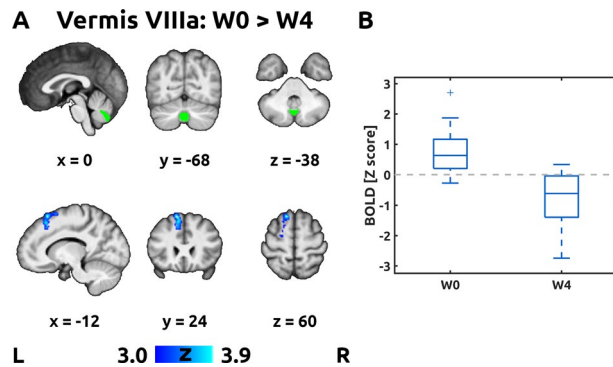 A Vermis VIIIa: W0 > W4
x = 0 y = -68 z = -38
x = -12 y = 24 z = 60
L 3.0 Z 3.9 R
B
BOLD [Z score]
3
2
1
0
-1
-2
-3
W0 W4